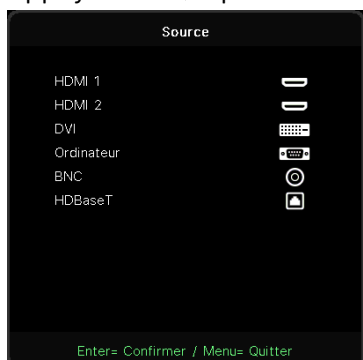 Source
HDMI 1
HDMI 2
DVI
Ordinateur
BNC
HDBaseT
Enter= Confirmer / Menu= Quitter